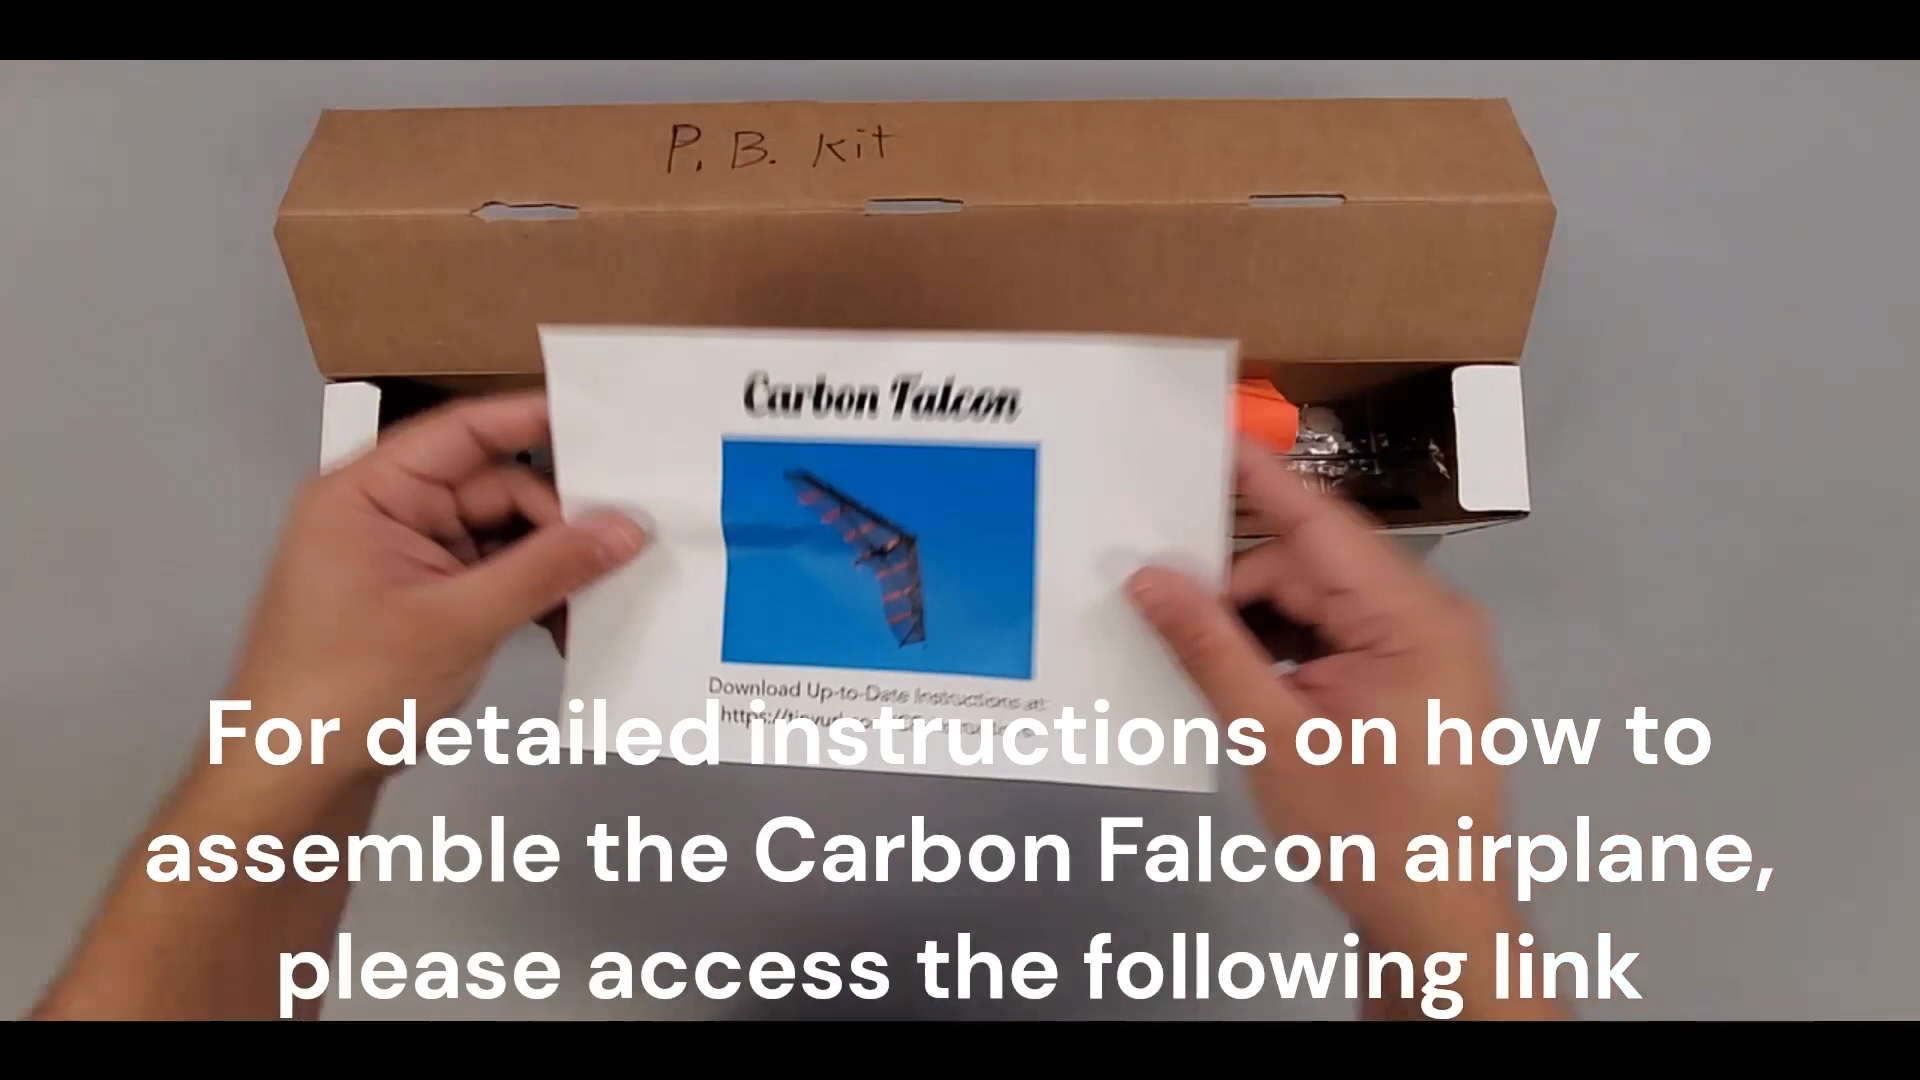 P. B. Kit
Carbon Falcon
Download Up-to-Date Instructions at:
For detailed instructions on how to
assemble the Carbon Falcon airplane,
please access the following link